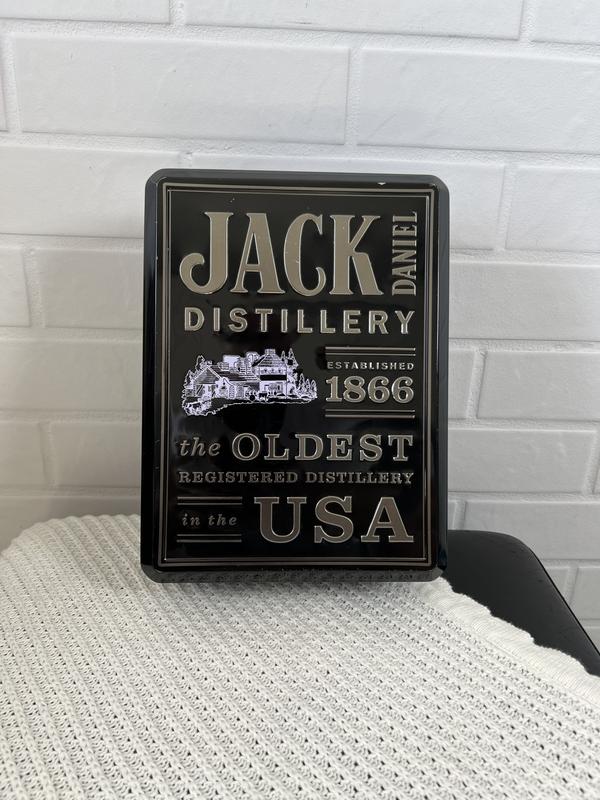 JACK DANIEL
DISTILLERY
ESTABLISHED
1866
the OLDEST
REGISTERED DISTILLERY
in the USA